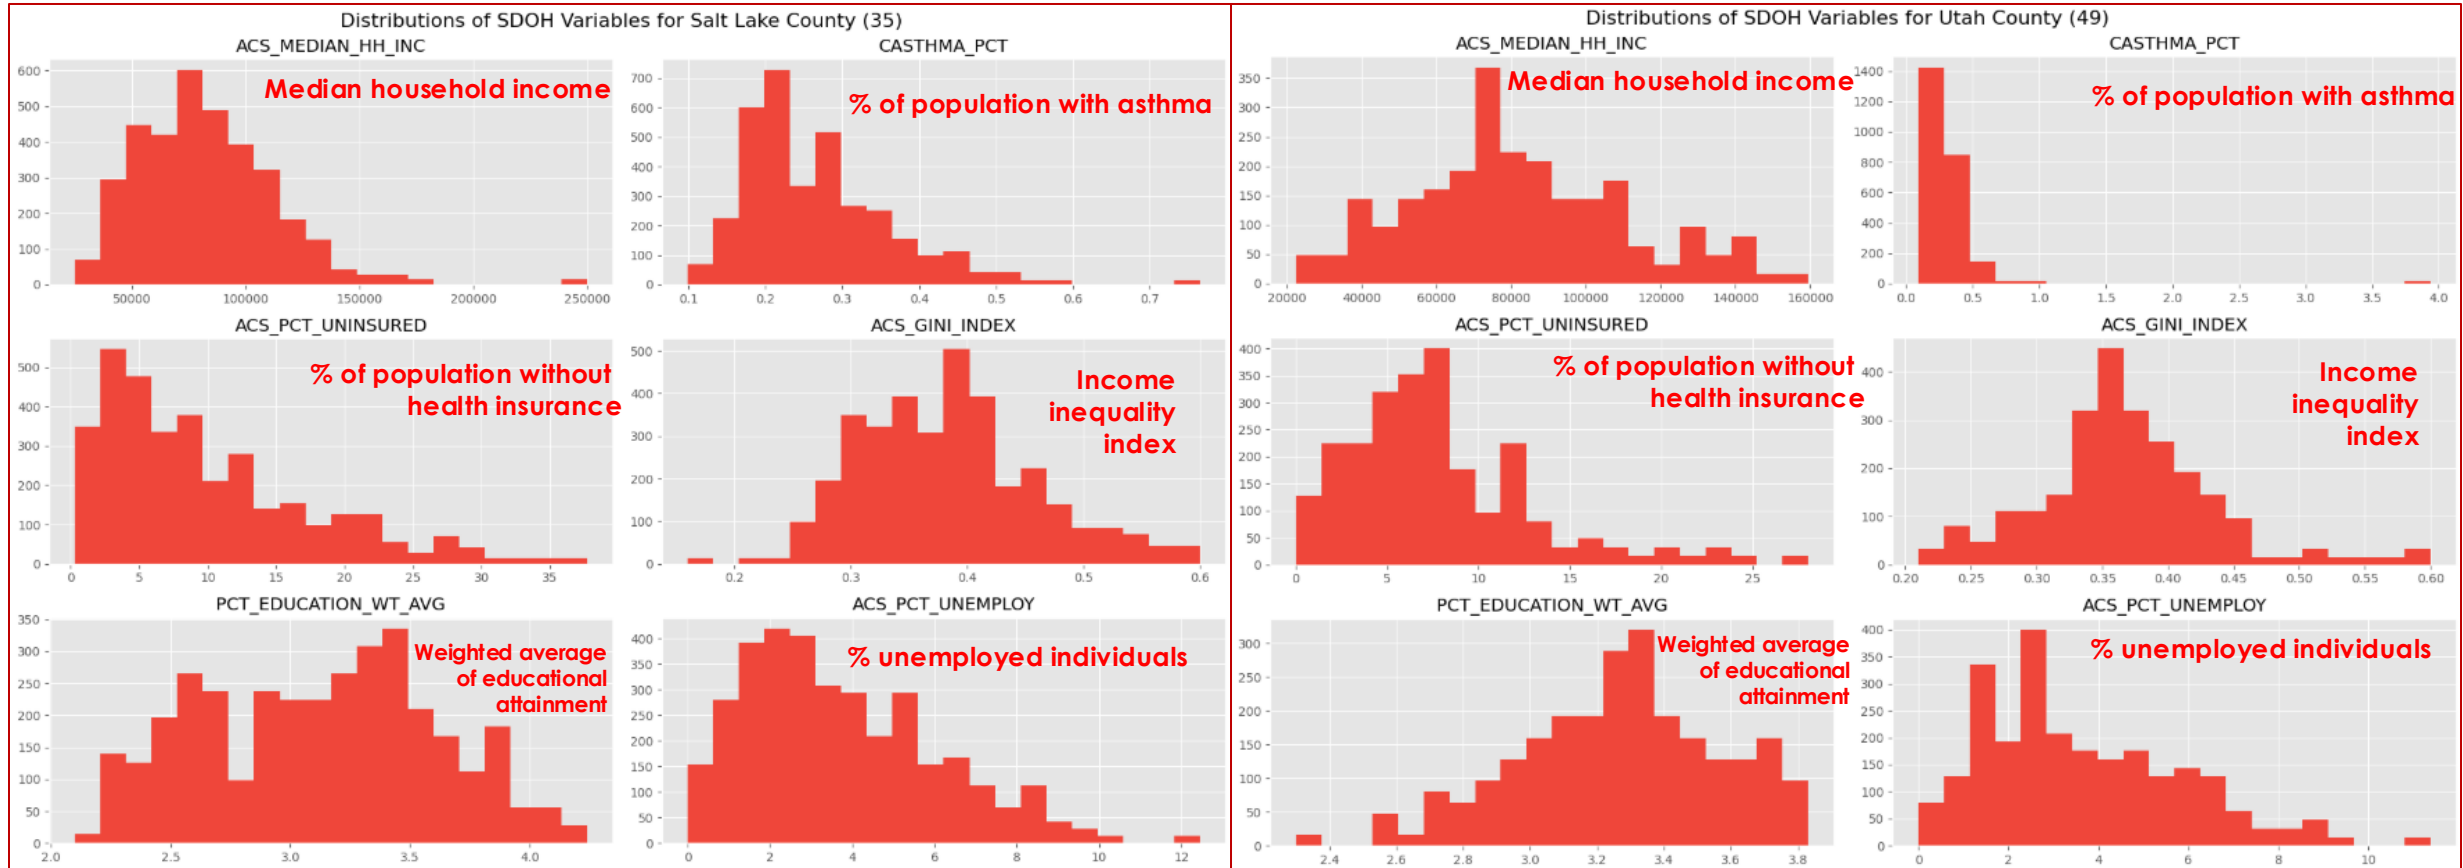 Distributions of SDOH Variables for Salt Lake County (35)
ACS_MEDIAN_HH_INC
600
500
400
300
200
100
0
50000 100000 150000 200000 250000
Median household income
CASTHMA_PCT
700
600
500
400
300
200
100
0
0.1 0.2 0.3 0.4 0.5 0.6 0.7
% of population with asthma
ACS_PCT_UNINSURED
500
400
300
200
100
0
0 5 10 15 20 25 30 35
% of population without
health insurance
ACS_GINI_INDEX
500
400
300
200
100
0
0.2 0.3 0.4 0.5 0.6
Income
inequality
index
PCT_EDUCATION_WT_AVG
350
300
250
200
150
100
50
0
2.0 2.5 3.0 3.5 4.0
Weighted average
of educational
attainment
ACS_PCT_UNEMPLOY
400
350
300
250
200
150
100
50
0
0 2 4 6 8 10 12
% unemployed individuals
Distributions of SDOH Variables for Utah County (49)
ACS_MEDIAN_HH_INC
350
300
250
200
150
100
50
0
20000 40000 60000 80000 100000 120000 140000 160000
Median household income
CASTHMA_PCT
1400
1200
1000
800
600
400
200
0
0.0 0.5 1.0 1.5 2.0 2.5 3.0 3.5 4.0
% of population with asthma
ACS_PCT_UNINSURED
400
350
300
250
200
150
100
50
0
0 5 10 15 20 25
% of population without
health insurance
ACS_GINI_INDEX
400
300
200
100
0
0.20 0.25 0.30 0.35 0.40 0.45 0.50 0.55 0.60
Income
inequality
index
PCT_EDUCATION_WT_AVG
300
250
200
150
100
50
0
2.4 2.6 2.8 3.0 3.2 3.4 3.6 3.8
Weighted average
of educational
attainment
ACS_PCT_UNEMPLOY
400
350
300
250
200
150
100
50
0
0 2 4 6 8 10
% unemployed individuals